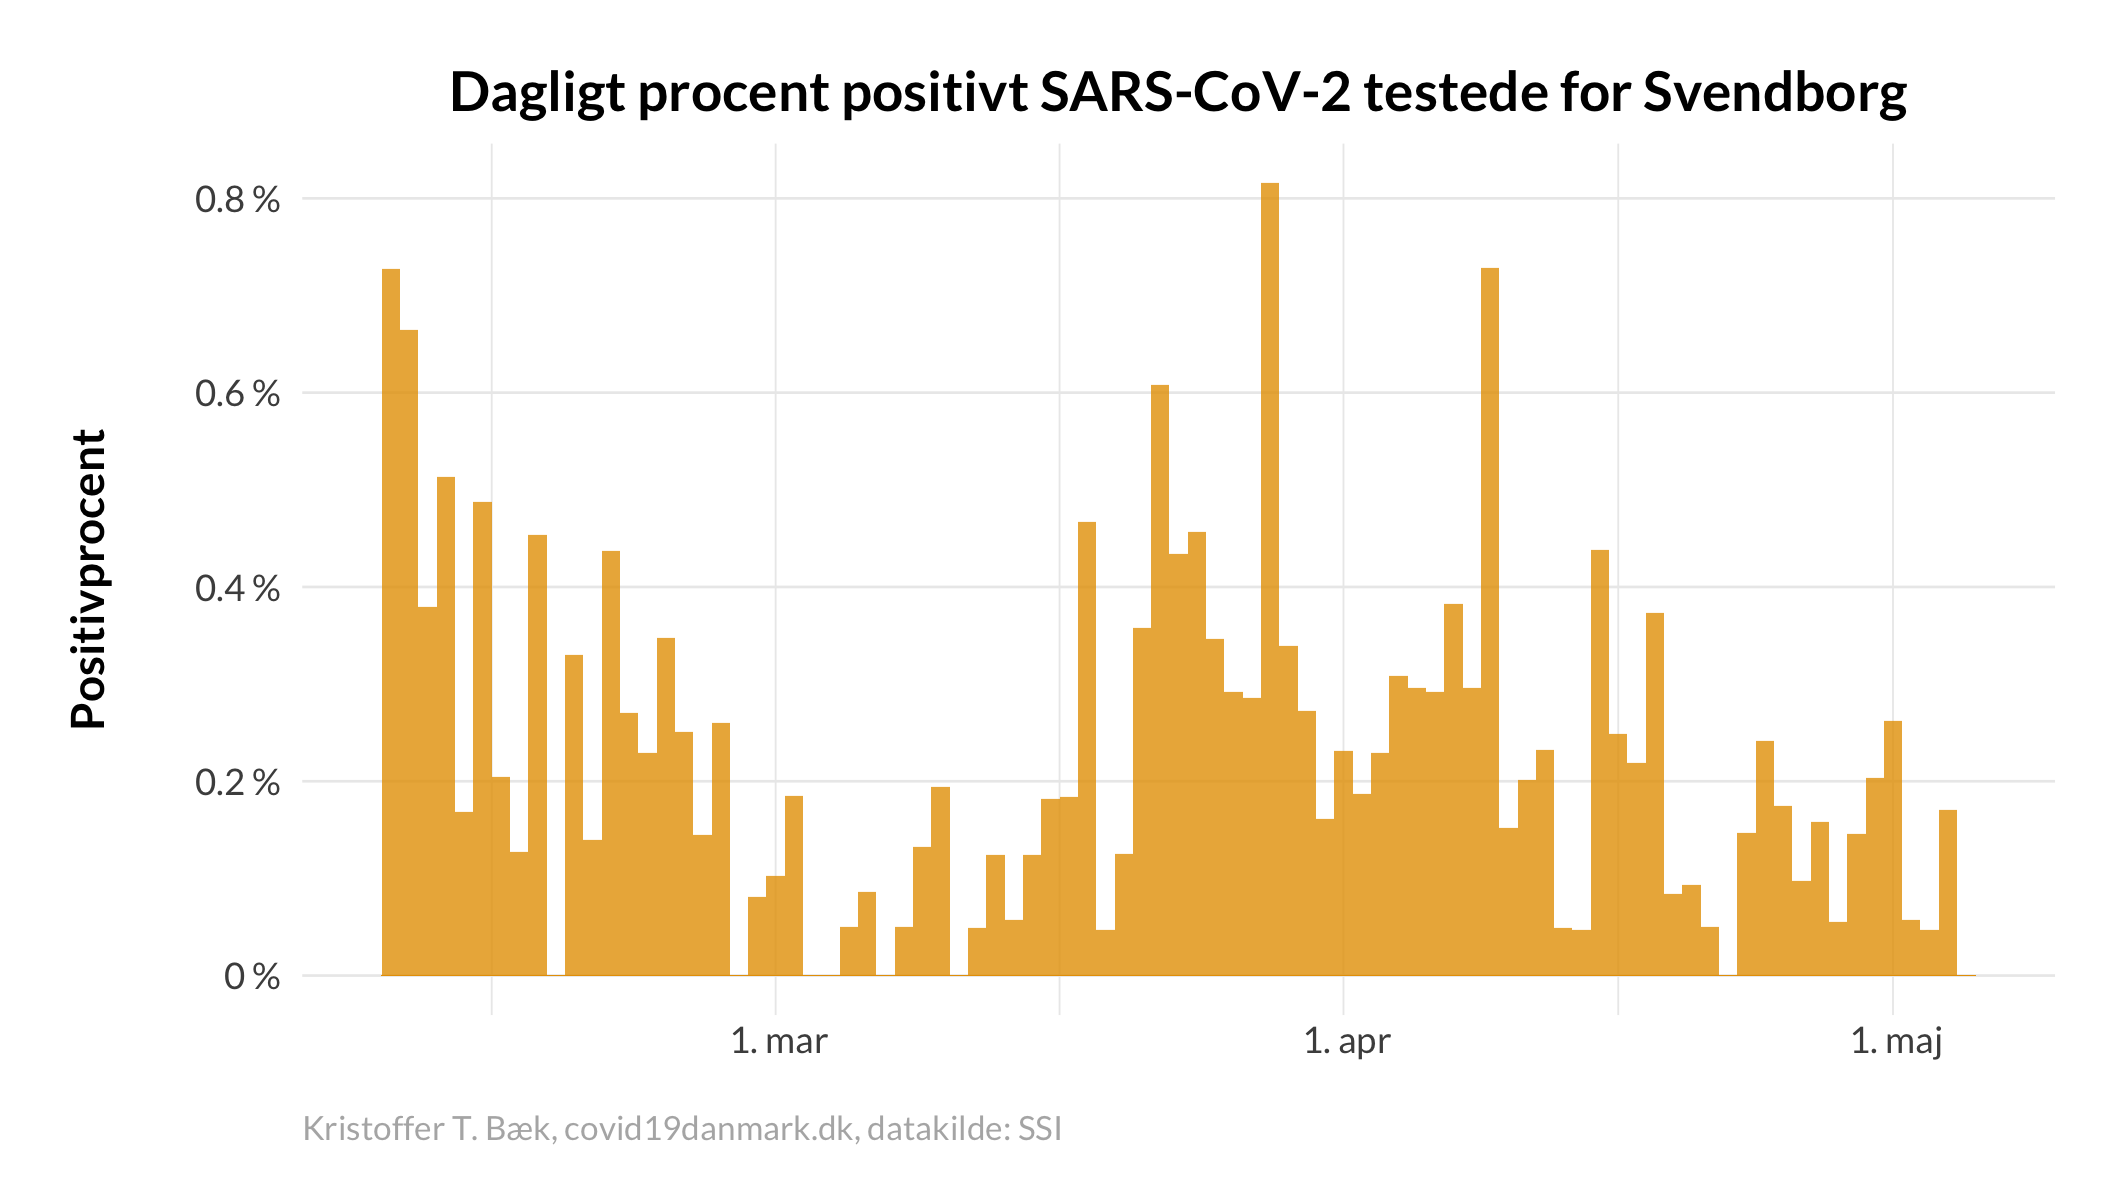 Dagligt procent positivt SARS-CoV-2 testede for Svendborg
Positivprocent
0.8 %
0.6 %
0.4 %
0.2 %
0 %
1. mar
1. apr
1. maj
Kristoffer T. Bæk, covid19danmark.dk, datakilde: SSI